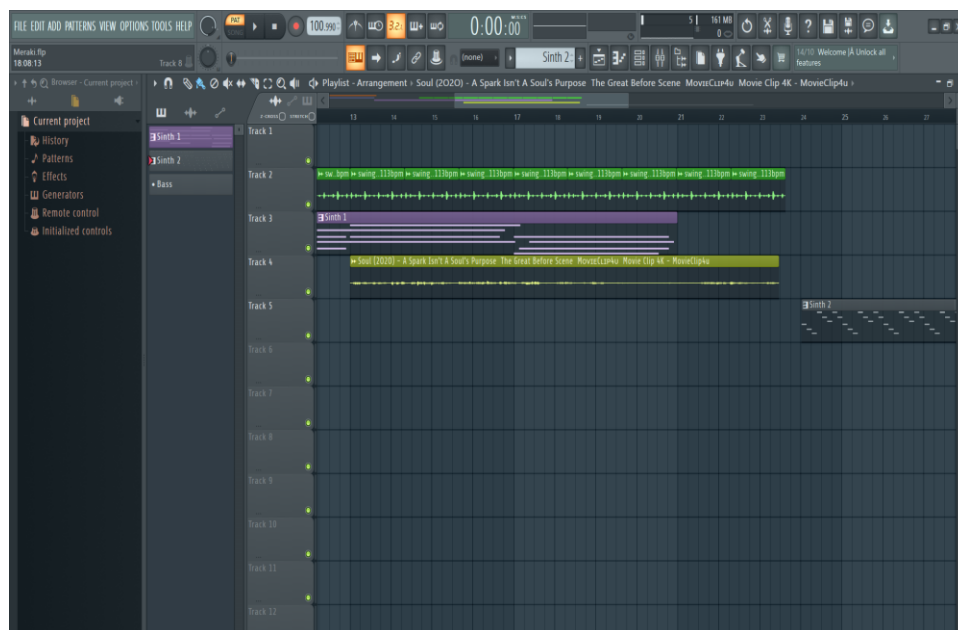 FILE EDIT ADD PATTERNS VIEW OPTIONS TOOLS HELP
PAT
SONG
100.990
32:
0:00:00
M:S:CS
5
161 MB
0
Meraki.flp
18:08:13
Track 8
(none)
Sinth 2
14/10 Welcome |Â Unlock all
features
Browser - Current project
Playlist - Arrangement › Soul (2020) - A Spark Isn't A Soul's Purpose The Great Before Scene MovieClip4u Movie Clip 4K - MovieClip4u ›
Current project
History
Patterns
Effects
Generators
Remote control
Initialized controls
Sinth 1
Sinth 2
Bass
13 14 15 16 17 18 19 20 21 22 23 24 25 26 27
Track 1
Track 2
sw..bpm swing..113bpm swing..113bpm swing..113bpm swing..113bpm swing..113bpm swing..113bpm swing..113bpm swing..113bpm
Track 3
Sinth 1
Track 4
Soul (2020) - A Spark Isn't A Soul's Purpose The Great Before Scene MovieClip4u Movie Clip 4K - MovieClip4u
Track 5
Sinth 2
Track 6
Track 7
Track 8
Track 9
Track 10
Track 11
Track 12